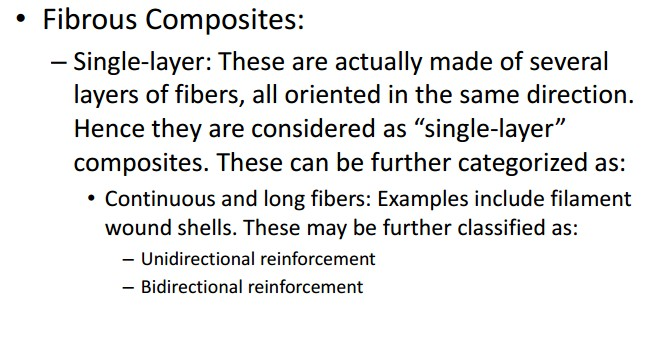 • Fibrous Composites:
– Single-layer: These are actually made of several
layers of fibers, all oriented in the same direction.
Hence they are considered as “single-layer”
composites. These can be further categorized as:
• Continuous and long fibers: Examples include filament
wound shells. These may be further classified as:
– Unidirectional reinforcement
– Bidirectional reinforcement